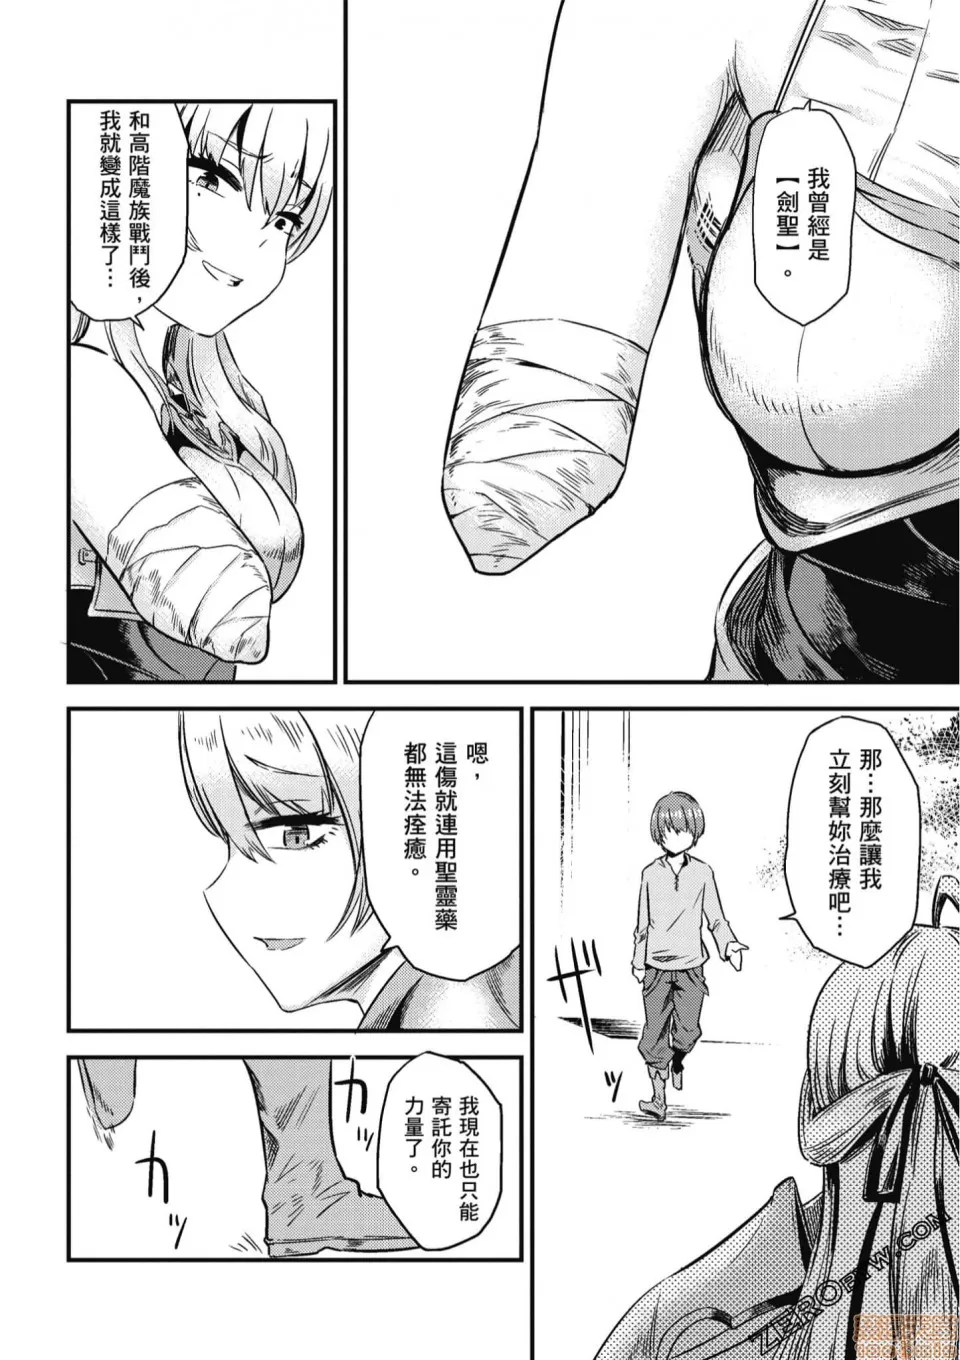 我曾經是
【劍聖】。
和高階魔族戰鬥後，
我就變成這樣了…
那…那麼讓我
立刻幫妳治療吧…
ザッ
嗯，
這傷就連用聖靈藥
都無法痊癒。
我現在也只能
寄託你的
力量了。
カッ
カッ
ZEROBYW.COM